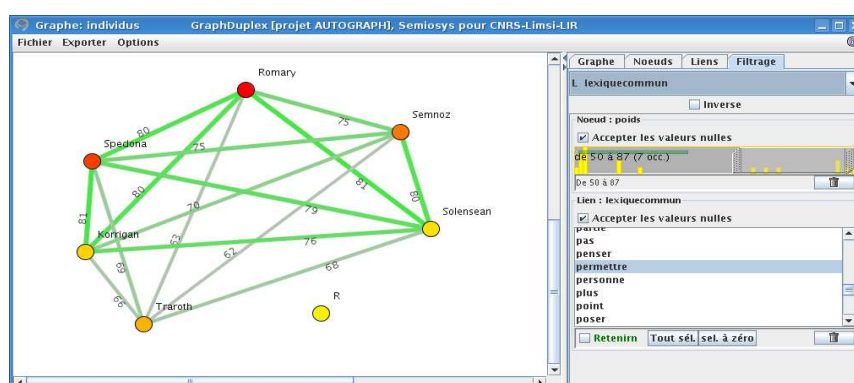 Graphe: individus GraphDuplex [projet AUTOGRAPH], Semiosys pour CNRS-Limsi-LIR
Fichier Exporter Options
Graphe Noeuds Liens Filtrage
L lexiquecommun
Inverse
Noeud : poids
Accepter les valeurs nulles
de 50 à 87 (7 occ.)
De 50 à 87
Lien : lexiquecommun
Accepter les valeurs nulles
partie
pas
penser
permettre
personne
plus
point
poser
Retenirn Tout sél. sel. à zéro
Romary
Semnoz
Spedona
Solensean
Korrigan
Traroth
R
80
75
75
80
81
80
81
70
79
76
53
62
69
68
66